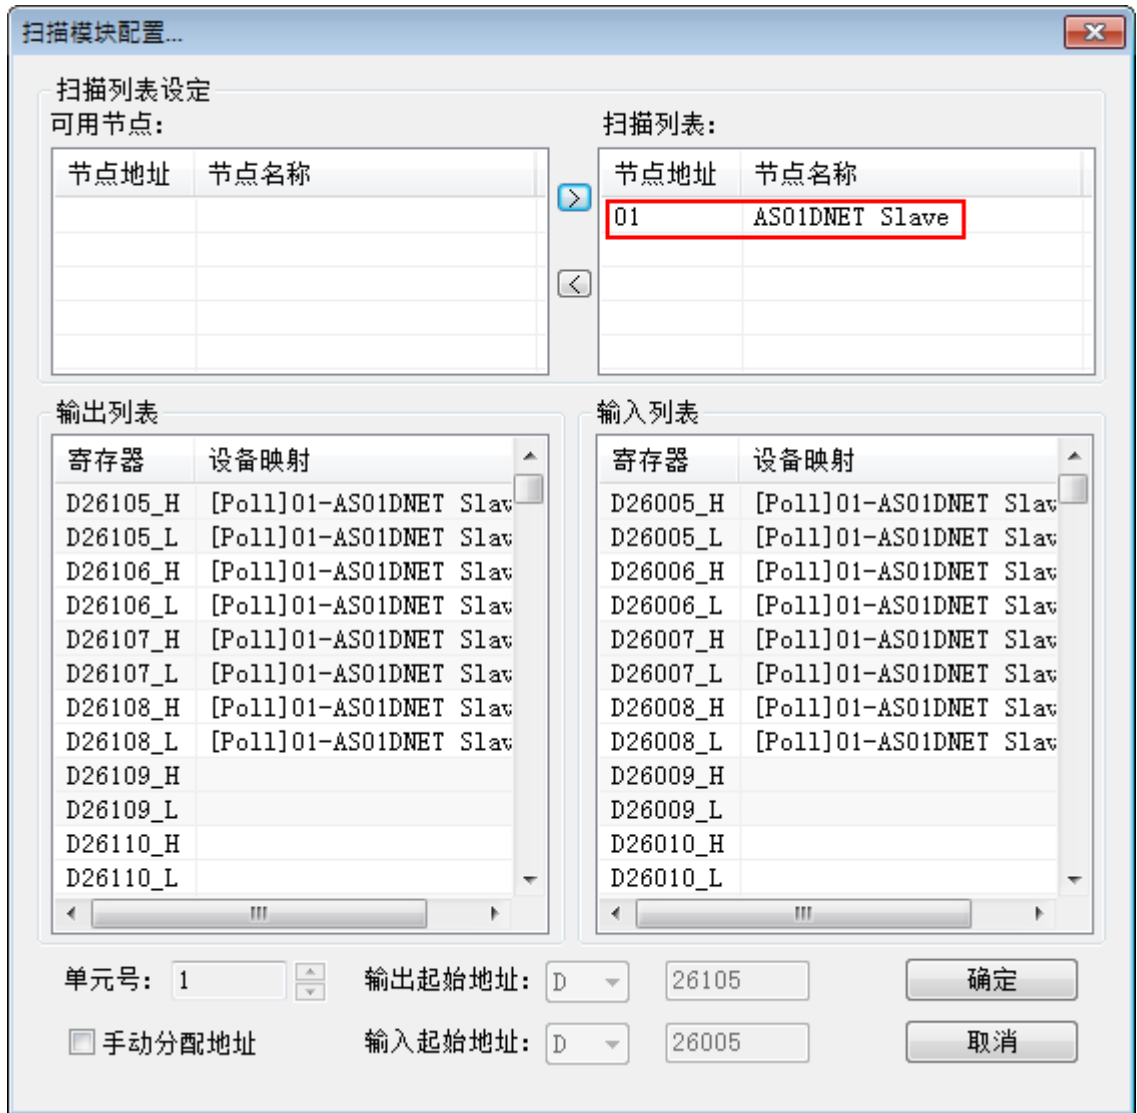 扫描模块配置...
扫描列表设定
可用节点:
节点地址 节点名称
>
<
扫描列表:
节点地址 节点名称
01 AS01DNET Slave
输出列表
寄存器 设备映射
D26105_H [Poll]01-AS01DNET Slav
D26105_L [Poll]01-AS01DNET Slav
D26106_H [Poll]01-AS01DNET Slav
D26106_L [Poll]01-AS01DNET Slav
D26107_H [Poll]01-AS01DNET Slav
D26107_L [Poll]01-AS01DNET Slav
D26108_H [Poll]01-AS01DNET Slav
D26108_L [Poll]01-AS01DNET Slav
D26109_H
D26109_L
D26110_H
D26110_L
输入列表
寄存器 设备映射
D26005_H [Poll]01-AS01DNET Slav
D26005_L [Poll]01-AS01DNET Slav
D26006_H [Poll]01-AS01DNET Slav
D26006_L [Poll]01-AS01DNET Slav
D26007_H [Poll]01-AS01DNET Slav
D26007_L [Poll]01-AS01DNET Slav
D26008_H [Poll]01-AS01DNET Slav
D26008_L [Poll]01-AS01DNET Slav
D26009_H
D26009_L
D26010_H
D26010_L
单元号: 1 输出起始地址: D 26105 确定
手动分配地址 输入起始地址: D 26005 取消